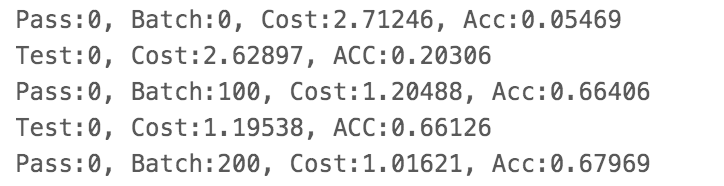 Pass:0, Batch:0, Cost:2.71246, Acc:0.05469
Test:0, Cost:2.62897, ACC:0.20306
Pass:0, Batch:100, Cost:1.20488, Acc:0.66406
Test:0, Cost:1.19538, ACC:0.66126
Pass:0, Batch:200, Cost:1.01621, Acc:0.67969